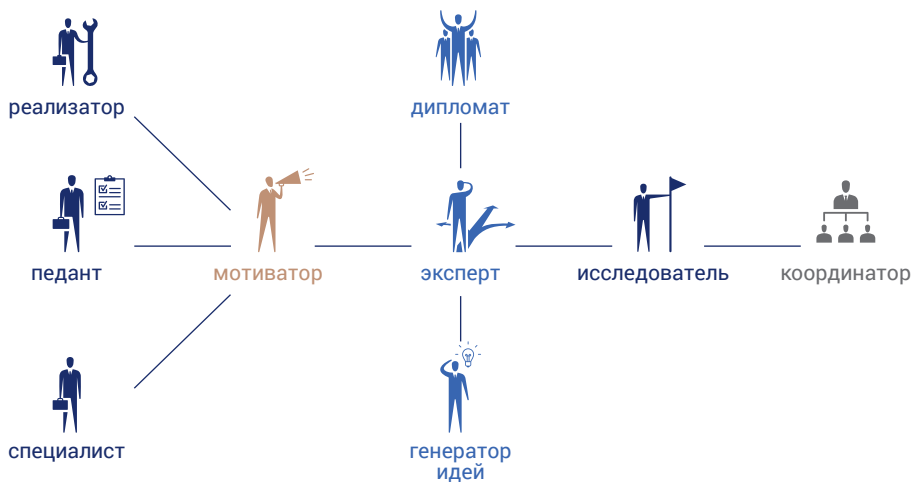 реализатор
дипломат
педант
мотиватор
эксперт
исследователь
координатор
специалист
генератор
идей